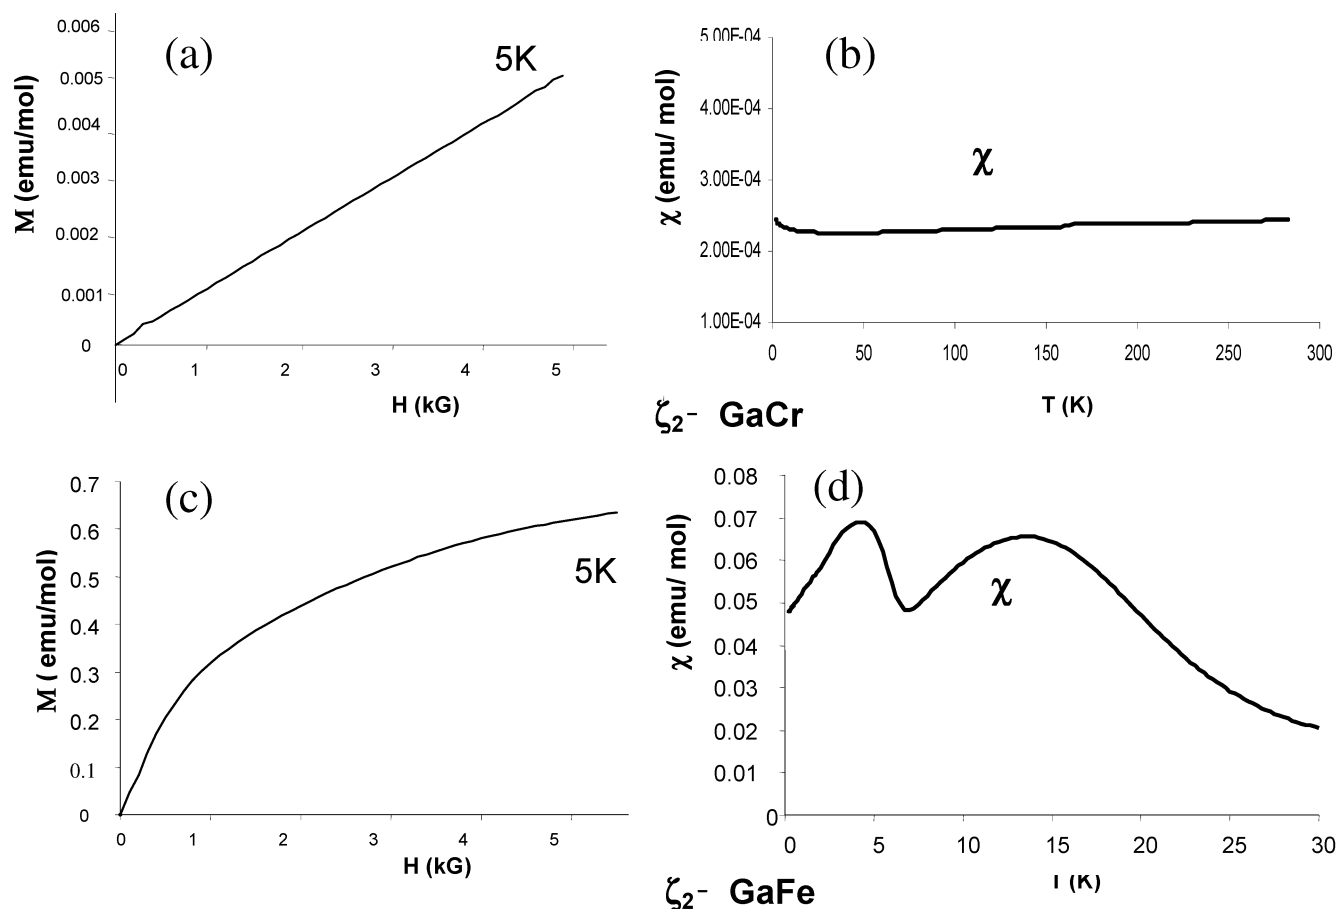 (a)
5K
M (emu/mol)
0.006
0.005
0.004
0.003
0.002
0.001
0
0 1 2 3 4 5
H (kG)
(b)
χ
χ (emu/ mol)
5.00E-04
4.00E-04
3.00E-04
2.00E-04
1.00E-04
0 50 100 150 200 250 300
T (K)
ζ2- GaCr
(c)
5K
M ( emu/mol)
0.7
0.6
0.5
0.4
0.3
0.2
0.1
0
0 1 2 3 4 5
H (kG)
(d)
χ
χ (emu/ mol)
0.08
0.07
0.06
0.05
0.04
0.03
0.02
0.01
0
0 5 10 15 20 25 30
T (K)
ζ2- GaFe